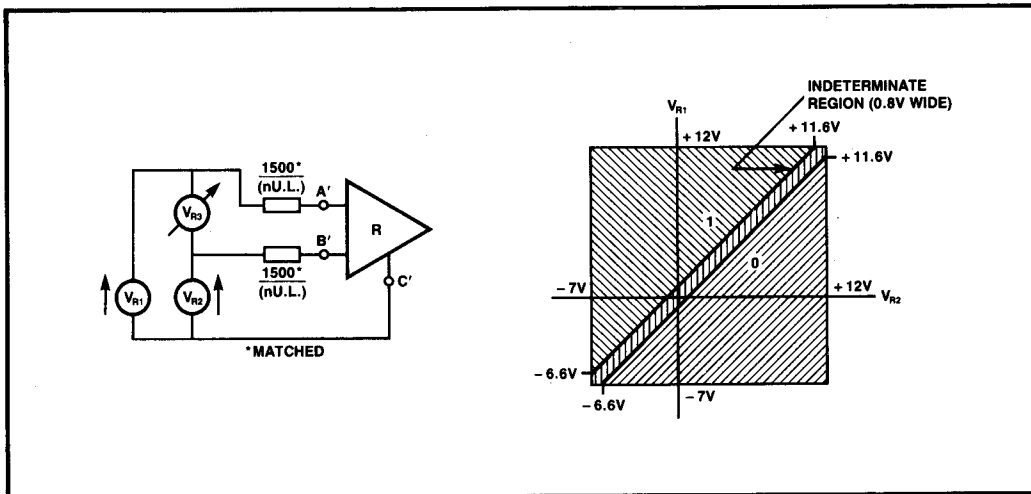 V_R3
V_R1
V_R2
1500*
(nU.L.)
A'
B'
1500*
(nU.L.)
R
C'
*MATCHED
INDETERMINATE
REGION (0.8V WIDE)
V_R1
+12V
+11.6V
+11.6V
1
0
-7V
+12V
V_R2
-6.6V
-6.6V
-7V